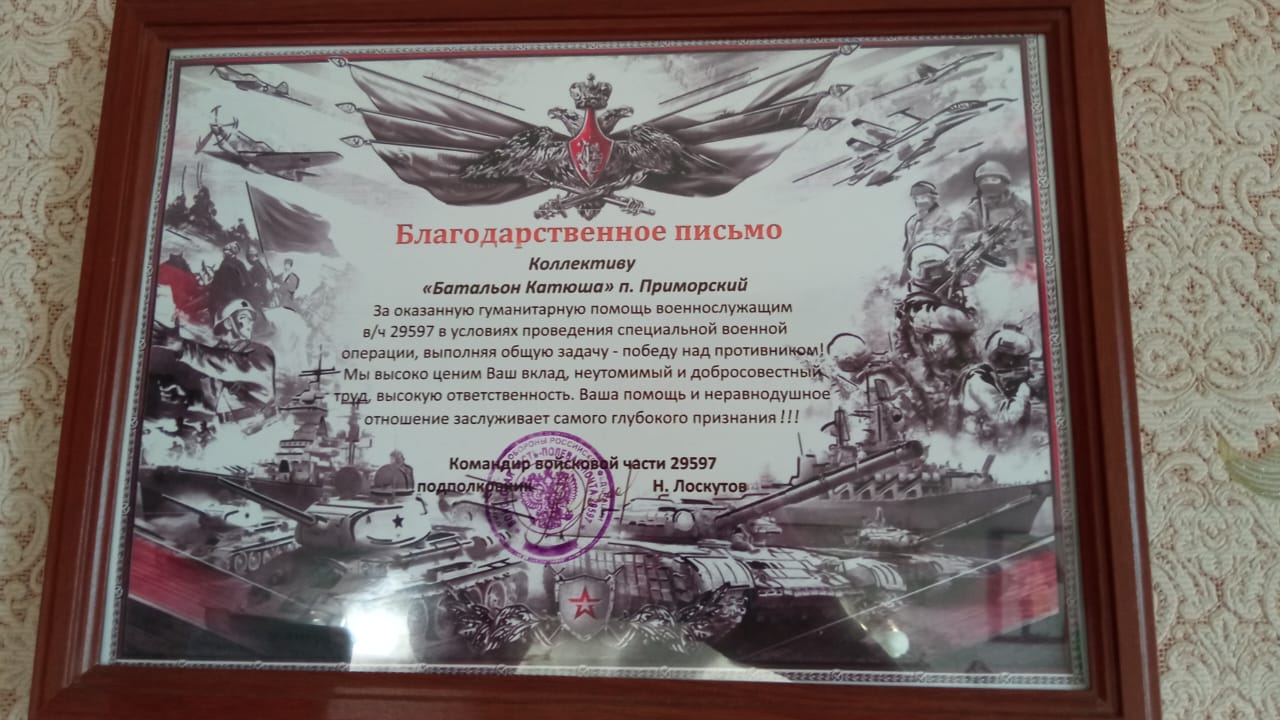 Благодарственное письмо
Коллективу
«Батальон Катюша» п. Приморский
За оказанную гуманитарную помощь военнослужащим
в/ч 29597 в условиях проведения специальной военной
операции, выполняя общую задачу - победу над противником!
Мы высоко ценим Ваш вклад, неутомимый и добросовестный
труд, высокую ответственность. Ваша помощь и неравнодушное
отношение заслуживает самого глубокого признания !!!
Командир войсковой части 29597
подполковник Н. Лоскутов